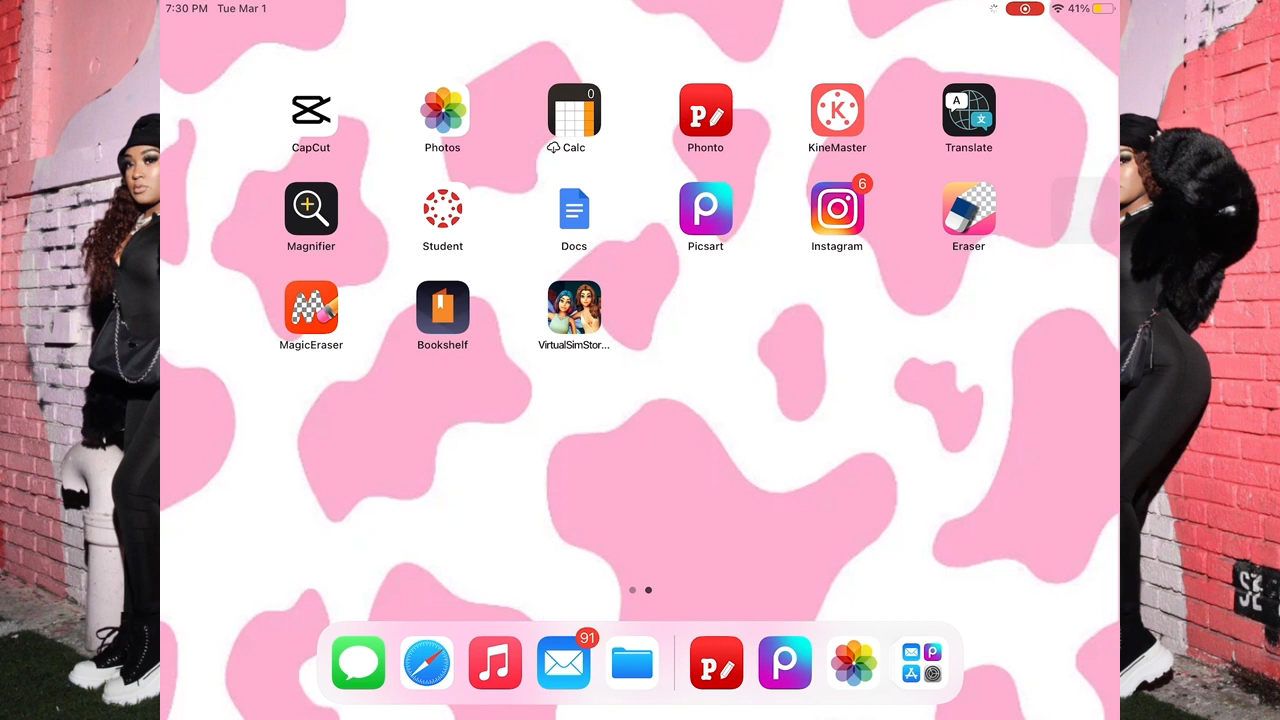 7:30 PM Tue Mar 1 41%
0
A 文
CapCut Photos Calc Phonto KineMaster Translate
6
Magnifier Student Docs Picsart Instagram Eraser
MagicEraser Bookshelf VirtualSimStor...
91